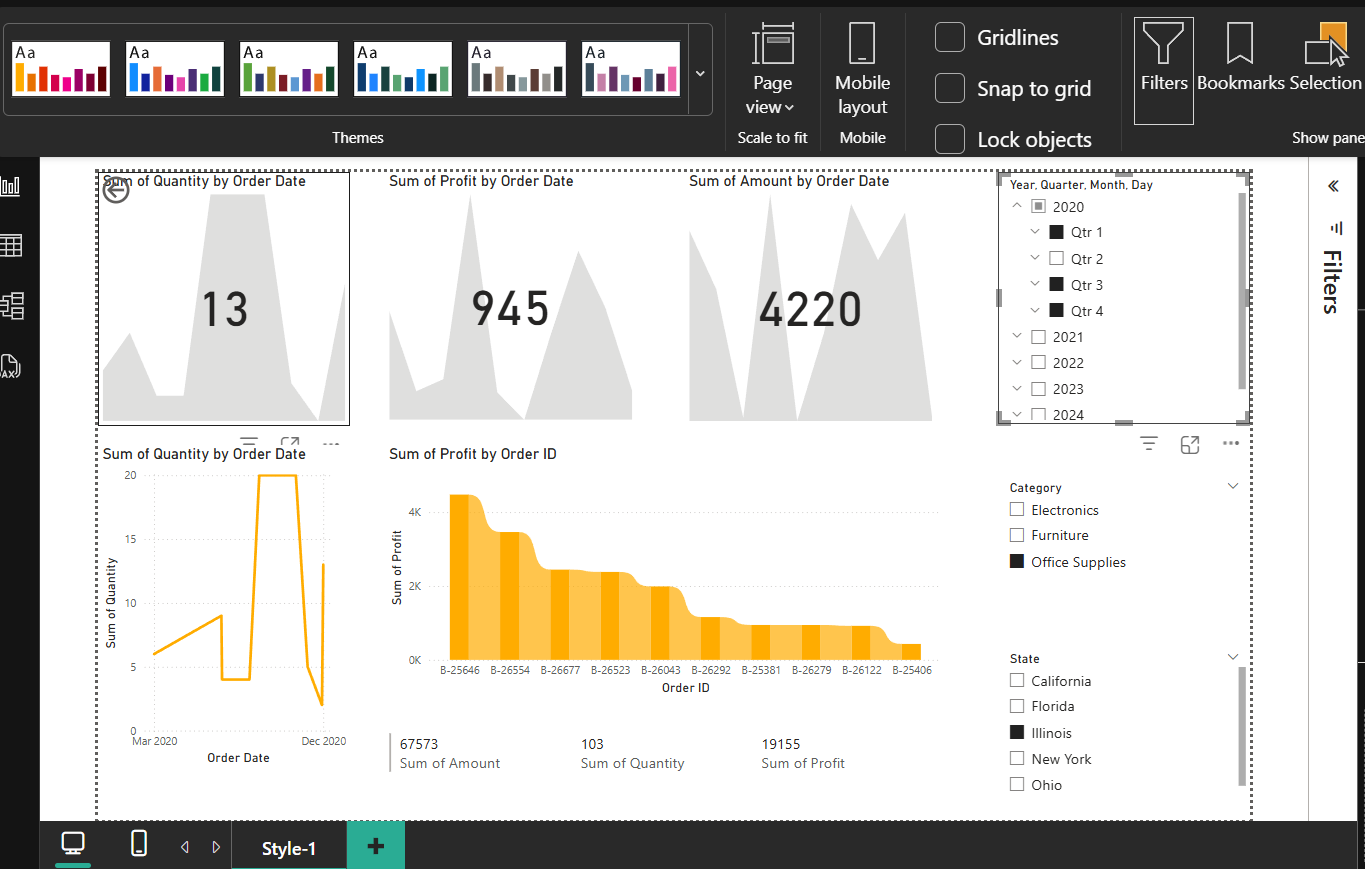 Aa Aa Aa Aa Aa Aa
Themes
Page
view
Scale to fit
Mobile
layout
Mobile
Gridlines
Snap to grid
Lock objects
Filters
Bookmarks
Selection
Show pane
DAX
Sum of Quantity by Order Date
13
Sum of Profit by Order Date
945
Sum of Amount by Order Date
4220
Year, Quarter, Month, Day
2020
Qtr 1
Qtr 2
Qtr 3
Qtr 4
2021
2022
2023
2024
Filters
Sum of Quantity by Order Date
Sum of Quantity
20
15
10
5
0
Mar 2020 Dec 2020
Order Date
Sum of Profit by Order ID
Sum of Profit
4K
2K
0K
B-25646 B-26554 B-26677 B-26523 B-26043 B-26292 B-25381 B-26279 B-26122 B-25406
Order ID
67573 103 19155
Sum of Amount Sum of Quantity Sum of Profit
Category
Electronics
Furniture
Office Supplies
State
California
Florida
Illinois
New York
Ohio
Style-1